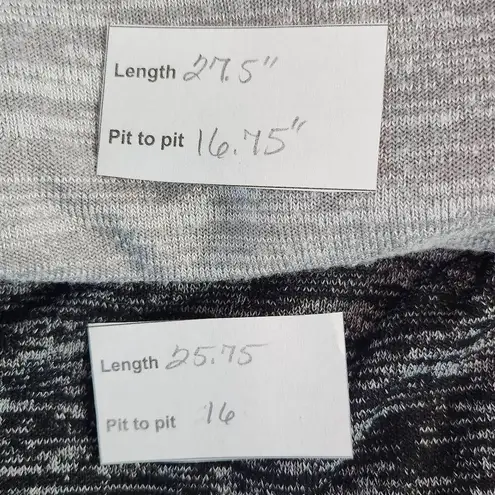 Length 27.5"
Pit to pit 16.75"
Length 25.75
Pit to pit 16